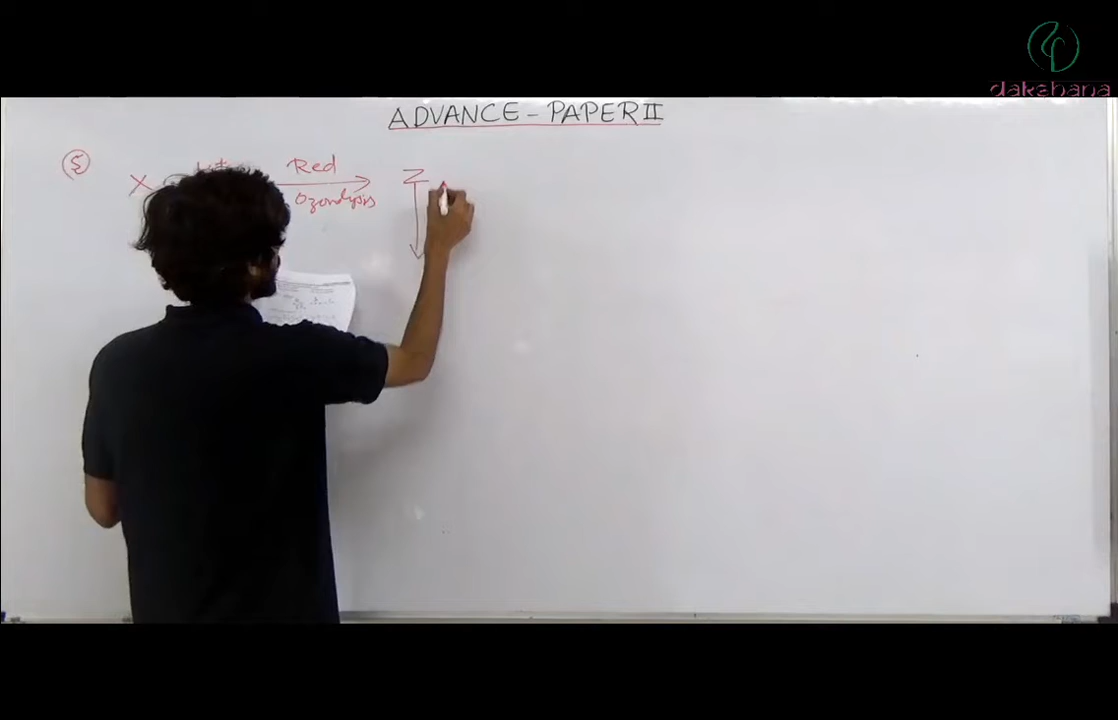 dakshana
ADVANCE - PAPER II
5
X Red Z
Ozonolysis